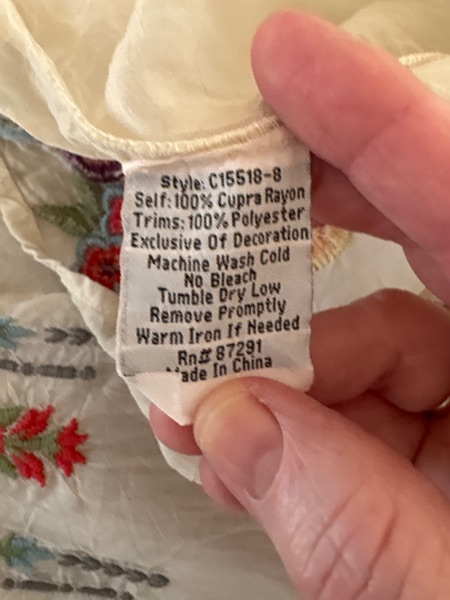 Style: C15518-8
Self: 100% Cupra Rayon
Trims: 100% Polyester
Exclusive Of Decoration
Machine Wash Cold
No Bleach
Tumble Dry Low
Remove Promptly
Warm Iron If Needed
Rn# 87291
Made In China